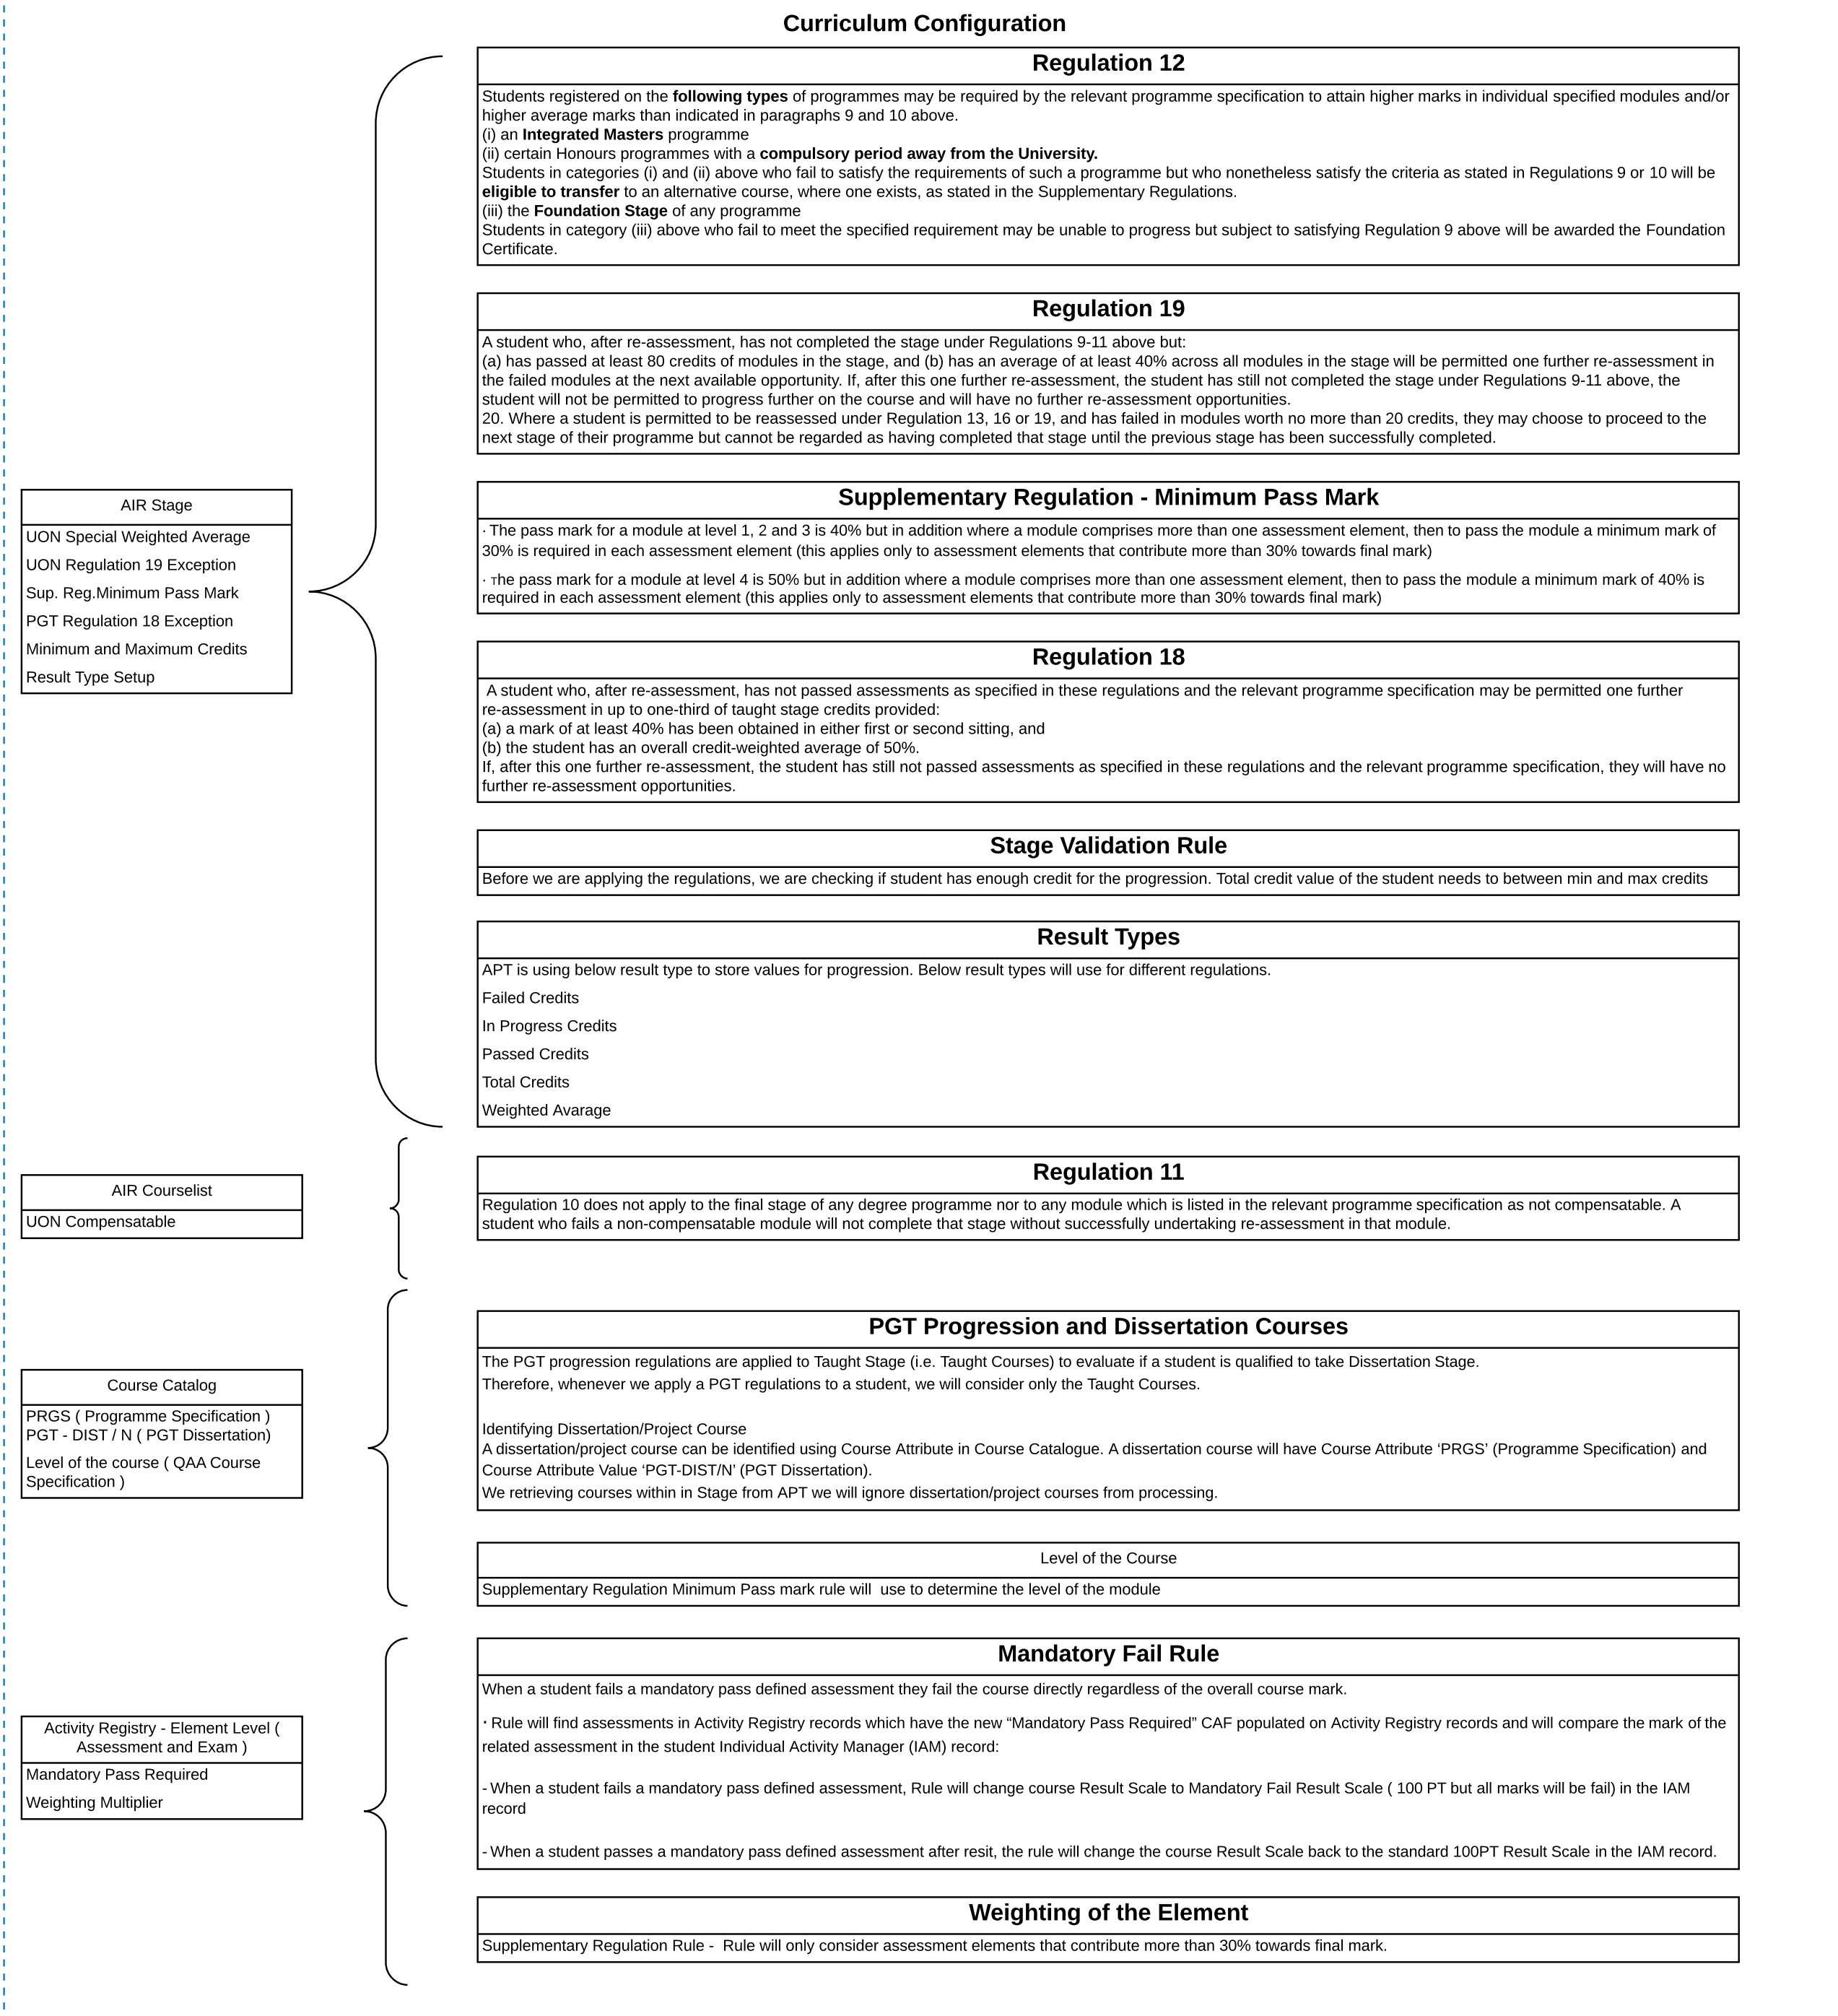 Curriculum Configuration
Regulation 12
Students registered on the following types of programmes may be required by the relevant programme specification to attain higher marks in individual specified modules and/or
higher average marks than indicated in paragraphs 9 and 10 above.
(i) an Integrated Masters programme
(ii) certain Honours programmes with a compulsory period away from the University.
Students in categories (i) and (ii) above who fail to satisfy the requirements of such a programme but who nonetheless satisfy the criteria as stated in Regulations 9 or 10 will be
eligible to transfer to an alternative course, where one exists, as stated in the Supplementary Regulations.
(iii) the Foundation Stage of any programme
Students in category (iii) above who fail to meet the specified requirement may be unable to progress but subject to satisfying Regulation 9 above will be awarded the Foundation
Certificate.
Regulation 19
A student who, after re-assessment, has not completed the stage under Regulations 9-11 above but:
(a) has passed at least 80 credits of modules in the stage, and (b) has an average of at least 40% across all modules in the stage will be permitted one further re-assessment in
the failed modules at the next available opportunity. If, after this one further re-assessment, the student has still not completed the stage under Regulations 9-11 above, the
student will not be permitted to progress further on the course and will have no further re-assessment opportunities.
20. Where a student is permitted to be reassessed under Regulation 13, 16 or 19, and has failed in modules worth no more than 20 credits, they may choose to proceed to the
next stage of their programme but cannot be regarded as having completed that stage until the previous stage has been successfully completed.
AIR Stage
UON Special Weighted Average
UON Regulation 19 Exception
Sup. Reg.Minimum Pass Mark
PGT Regulation 18 Exception
Minimum and Maximum Credits
Result Type Setup
Supplementary Regulation - Minimum Pass Mark
· The pass mark for a module at level 1, 2 and 3 is 40% but in addition where a module comprises more than one assessment element, then to pass the module a minimum mark of
30% is required in each assessment element (this applies only to assessment elements that contribute more than 30% towards final mark)
· The pass mark for a module at level 4 is 50% but in addition where a module comprises more than one assessment element, then to pass the module a minimum mark of 40% is
required in each assessment element (this applies only to assessment elements that contribute more than 30% towards final mark)
Regulation 18
A student who, after re-assessment, has not passed assessments as specified in these regulations and the relevant programme specification may be permitted one further
re-assessment in up to one-third of taught stage credits provided:
(a) a mark of at least 40% has been obtained in either first or second sitting, and
(b) the student has an overall credit-weighted average of 50%.
If, after this one further re-assessment, the student has still not passed assessments as specified in these regulations and the relevant programme specification, they will have no
further re-assessment opportunities.
Stage Validation Rule
Before we are applying the regulations, we are checking if student has enough credit for the progression. Total credit value of the student needs to between min and max credits
Result Types
APT is using below result type to store values for progression. Below result types will use for different regulations.
Failed Credits
In Progress Credits
Passed Credits
Total Credits
Weighted Avarage
AIR Courselist
UON Compensatable
Regulation 11
Regulation 10 does not apply to the final stage of any degree programme nor to any module which is listed in the relevant programme specification as not compensatable. A
student who fails a non-compensatable module will not complete that stage without successfully undertaking re-assessment in that module.
Course Catalog
PRGS ( Programme Specification )
PGT - DIST / N ( PGT Dissertation)
Level of the course ( QAA Course
Specification )
PGT Progression and Dissertation Courses
The PGT progression regulations are applied to Taught Stage (i.e. Taught Courses) to evaluate if a student is qualified to take Dissertation Stage.
Therefore, whenever we apply a PGT regulations to a student, we will consider only the Taught Courses.
Identifying Dissertation/Project Course
A dissertation/project course can be identified using Course Attribute in Course Catalogue. A dissertation course will have Course Attribute ‘PRGS’ (Programme Specification) and
Course Attribute Value ‘PGT-DIST/N’ (PGT Dissertation).
We retrieving courses within in Stage from APT we will ignore dissertation/project courses from processing.
Level of the Course
Supplementary Regulation Minimum Pass mark rule will  use to determine the level of the module
Activity Registry - Element Level (
Assessment and Exam )
Mandatory Pass Required
Weighting Multiplier
Mandatory Fail Rule
When a student fails a mandatory pass defined assessment they fail the course directly regardless of the overall course mark.
· Rule will find assessments in Activity Registry records which have the new “Mandatory Pass Required” CAF populated on Activity Registry records and will compare the mark of the
related assessment in the student Individual Activity Manager (IAM) record:
- When a student fails a mandatory pass defined assessment, Rule will change course Result Scale to Mandatory Fail Result Scale ( 100 PT but all marks will be fail) in the IAM
record
- When a student passes a mandatory pass defined assessment after resit, the rule will change the course Result Scale back to the standard 100PT Result Scale in the IAM record.
Weighting of the Element
Supplementary Regulation Rule -  Rule will only consider assessment elements that contribute more than 30% towards final mark.